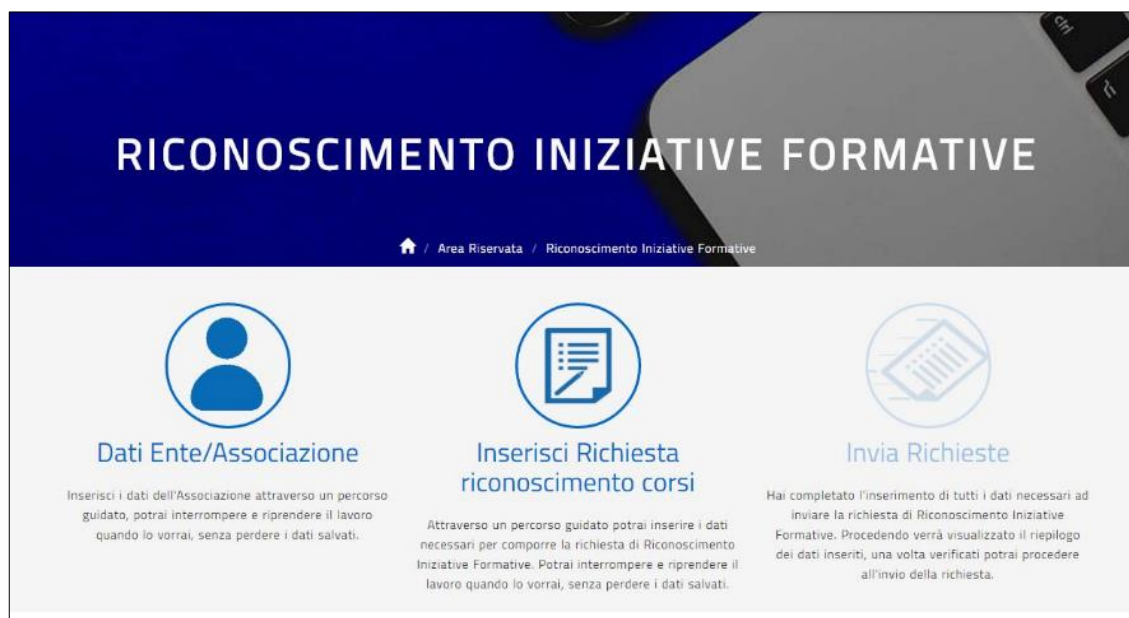 ctrl
RICONOSCIMENTO INIZIATIVE FORMATIVE
/ Area Riservata / Riconoscimento Iniziative Formative
Dati Ente/Associazione
Inserisci i dati dell'Associazione attraverso un percorso
guidato, potrai interrompere e riprendere il lavoro
quando lo vorrai, senza perdere i dati salvati.
Inserisci Richiesta
riconoscimento corsi
Attraverso un percorso guidato potrai inserire i dati
necessari per comporre la richiesta di Riconoscimento
Iniziative Formative. Potrai interrompere e riprendere il
lavoro quando lo vorrai, senza perdere i dati salvati.
Invia Richieste
Hai completato l'inserimento di tutti i dati necessari ad
inviare la richiesta di Riconoscimento Iniziative
Formative. Procedendo verrà visualizzato il riepilogo
dei dati inseriti, una volta verificati potrai procedere
all'invio della richiesta.